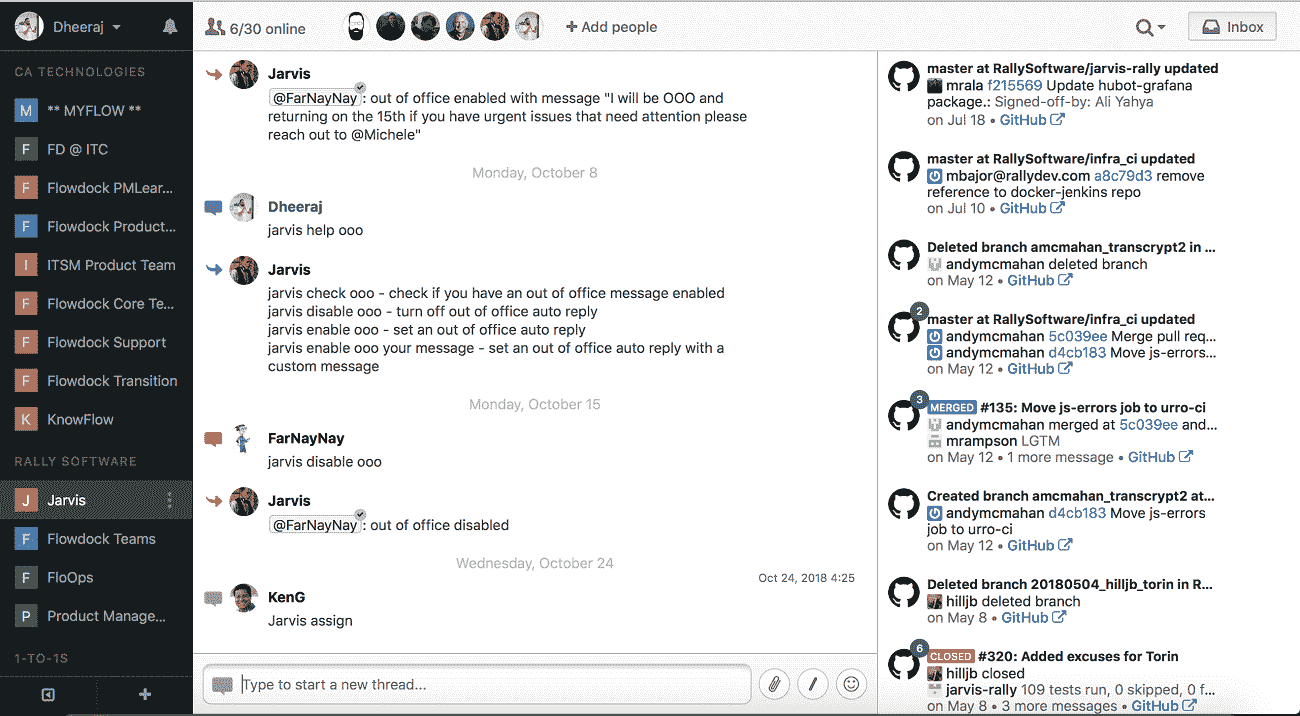 Dheeraj
6/30 online
+ Add people
Inbox
CA TECHNOLOGIES
M ** MYFLOW **
F FD @ ITC
F Flowdock PMLear...
F Flowdock Product...
I ITSM Product Team
F Flowdock Core Te...
F Flowdock Support
F Flowdock Transition
K KnowFlow
RALLY SOFTWARE
J Jarvis
F Flowdock Teams
F FloOps
P Product Manage...
1-TO-1S
+
Jarvis
@FarNayNay: out of office enabled with message "I will be OOO and
returning on the 15th if you have urgent issues that need attention please
reach out to @Michele"
Monday, October 8
Dheeraj
jarvis help ooo
Jarvis
jarvis check ooo - check if you have an out of office message enabled
jarvis disable ooo - turn off out of office auto reply
jarvis enable ooo - set an out of office auto reply
jarvis enable ooo your message - set an out of office auto reply with a
custom message
Monday, October 15
FarNayNay
jarvis disable ooo
Jarvis
@FarNayNay: out of office disabled
Wednesday, October 24
Oct 24, 2018 4:25
KenG
Jarvis assign
Type to start a new thread...
master at RallySoftware/jarvis-rally updated
mrala f215569 Update hubot-grafana
package.: Signed-off-by: Ali Yahya
on Jul 18 • GitHub
master at RallySoftware/infra_ci updated
mbajor@rallydev.com a8c79d3 remove
reference to docker-jenkins repo
on Jul 10 • GitHub
Deleted branch amcmahan_transcrypt2 in ...
andymcmahan deleted branch
on May 12 • GitHub
2
master at RallySoftware/infra_ci updated
andymcmahan 5c039ee Merge pull req...
andymcmahan d4cb183 Move js-errors...
on May 12 • GitHub
3
MERGED #135: Move js-errors job to urro-ci
andymcmahan merged at 5c039ee and...
mrampson LGTM
on May 12 • 1 more message • GitHub
Created branch amcmahan_transcrypt2 at...
andymcmahan d4cb183 Move js-errors
job to urro-ci
on May 12 • GitHub
Deleted branch 20180504_hilljb_torin in R...
hilljb deleted branch
on May 8 • GitHub
6
CLOSED #320: Added excuses for Torin
hilljb closed
jarvis-rally 109 tests run, 0 skipped, 0 f...
on May 8 • 3 more messages • GitHub